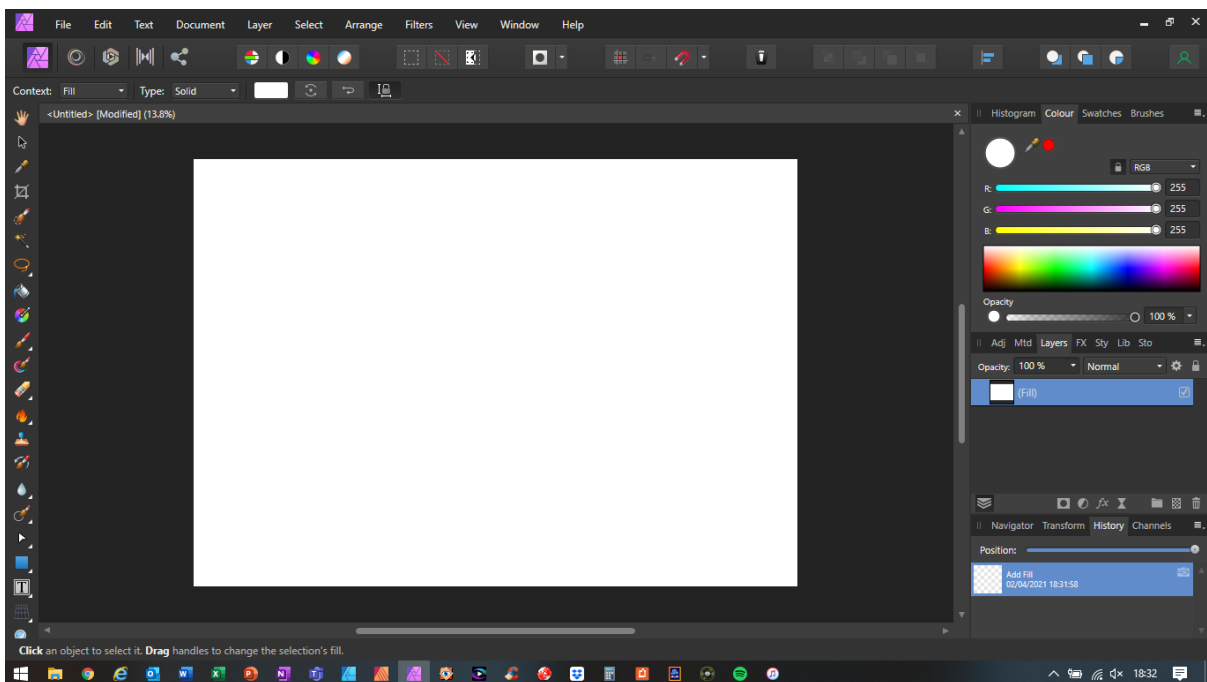 File Edit Text Document Layer Select Arrange Filters View Window Help
Context: Fill Type: Solid
<Untitled> [Modified] (13.8%)
Histogram Colour Swatches Brushes
RGB
R: 255
G: 255
B: 255
Opacity
100 %
Adj Mtd Layers FX Sty Lib Sto
Opacity: 100 % Normal
(Fill)
fx
Navigator Transform History Channels
Position:
Add Fill
02/04/2021 18:31:58
Click an object to select it. Drag handles to change the selection's fill.
18:32